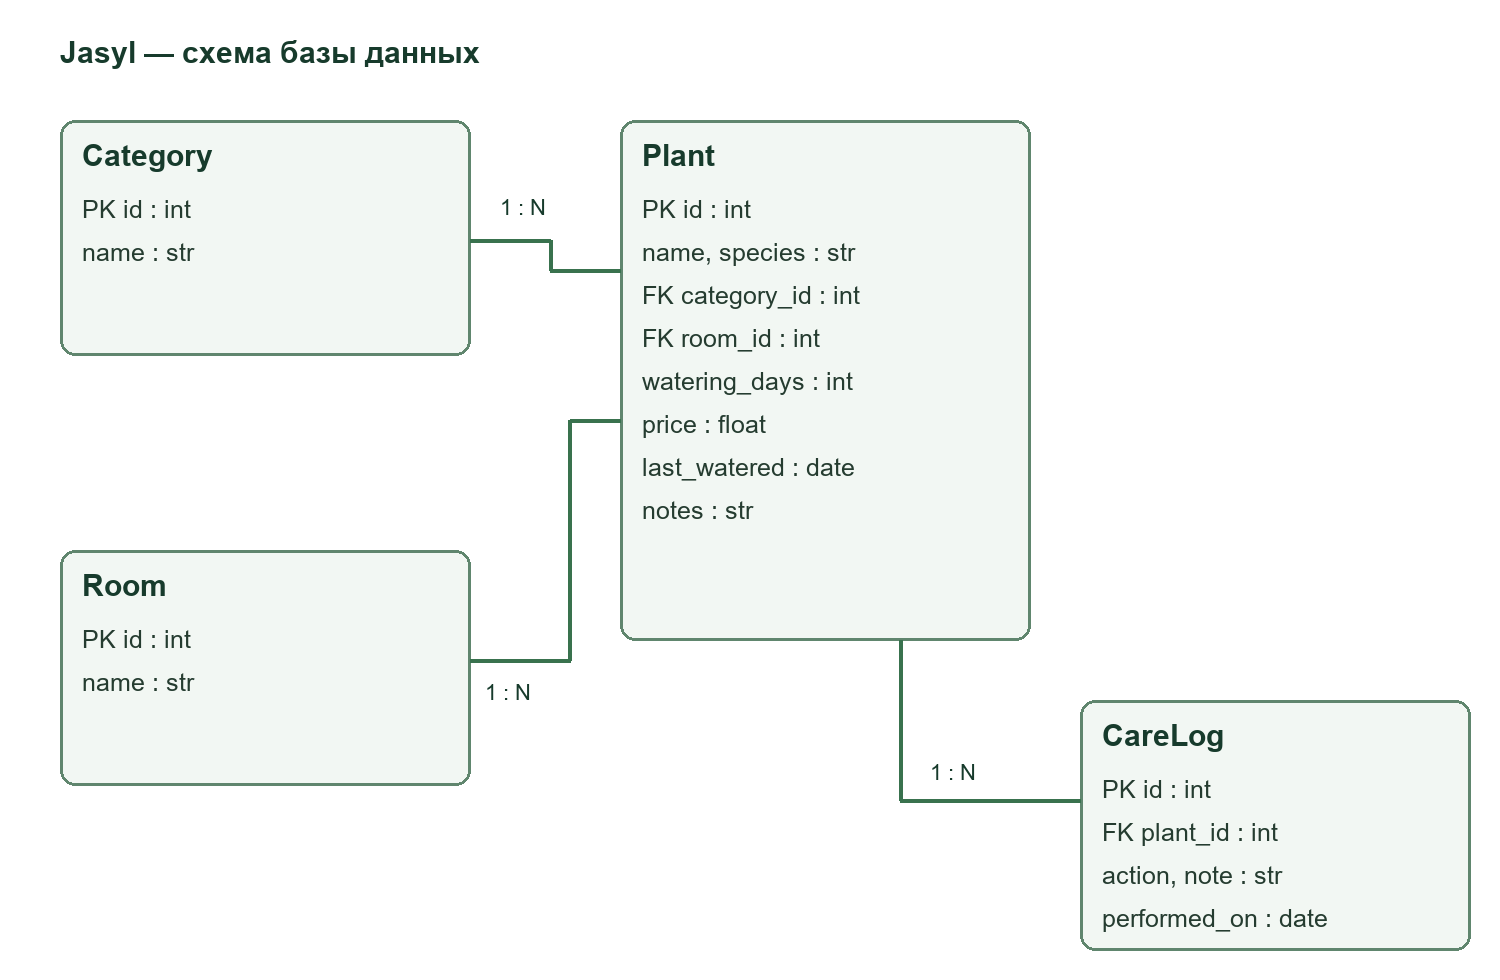 Jasyl — схема базы данных
Category
PK id : int
name : str
1 : N
Plant
PK id : int
name, species : str
FK category_id : int
FK room_id : int
watering_days : int
price : float
last_watered : date
notes : str
Room
PK id : int
name : str
1 : N
1 : N
CareLog
PK id : int
FK plant_id : int
action, note : str
performed_on : date